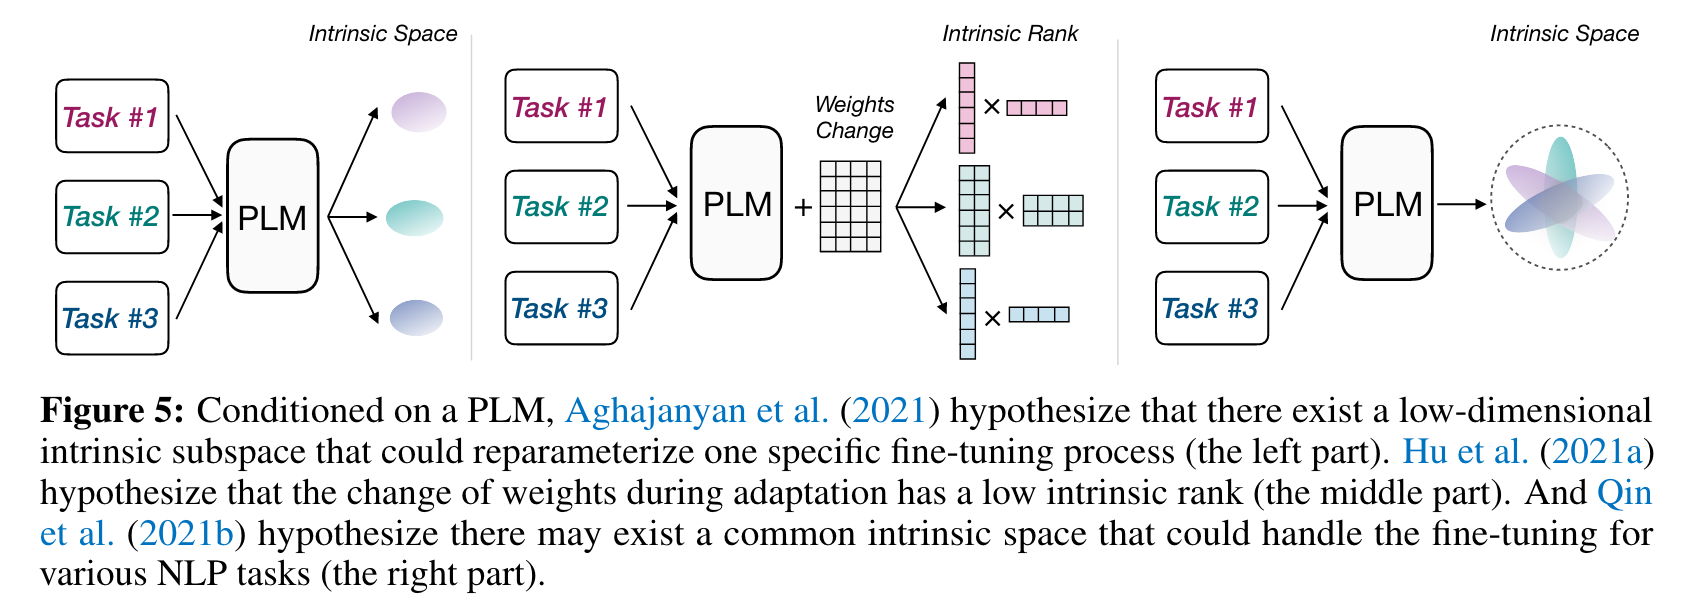 Intrinsic Space
Task #1
Task #2
Task #3
PLM
Intrinsic Rank
Task #1
Task #2
Task #3
PLM
+
Weights
Change
×
×
×
Intrinsic Space
Task #1
Task #2
Task #3
PLM
Figure 5: Conditioned on a PLM, Aghajanyan et al. (2021) hypothesize that there exist a low-dimensional
intrinsic subspace that could reparameterize one specific fine-tuning process (the left part). Hu et al. (2021a)
hypothesize that the change of weights during adaptation has a low intrinsic rank (the middle part). And Qin
et al. (2021b) hypothesize there may exist a common intrinsic space that could handle the fine-tuning for
various NLP tasks (the right part).